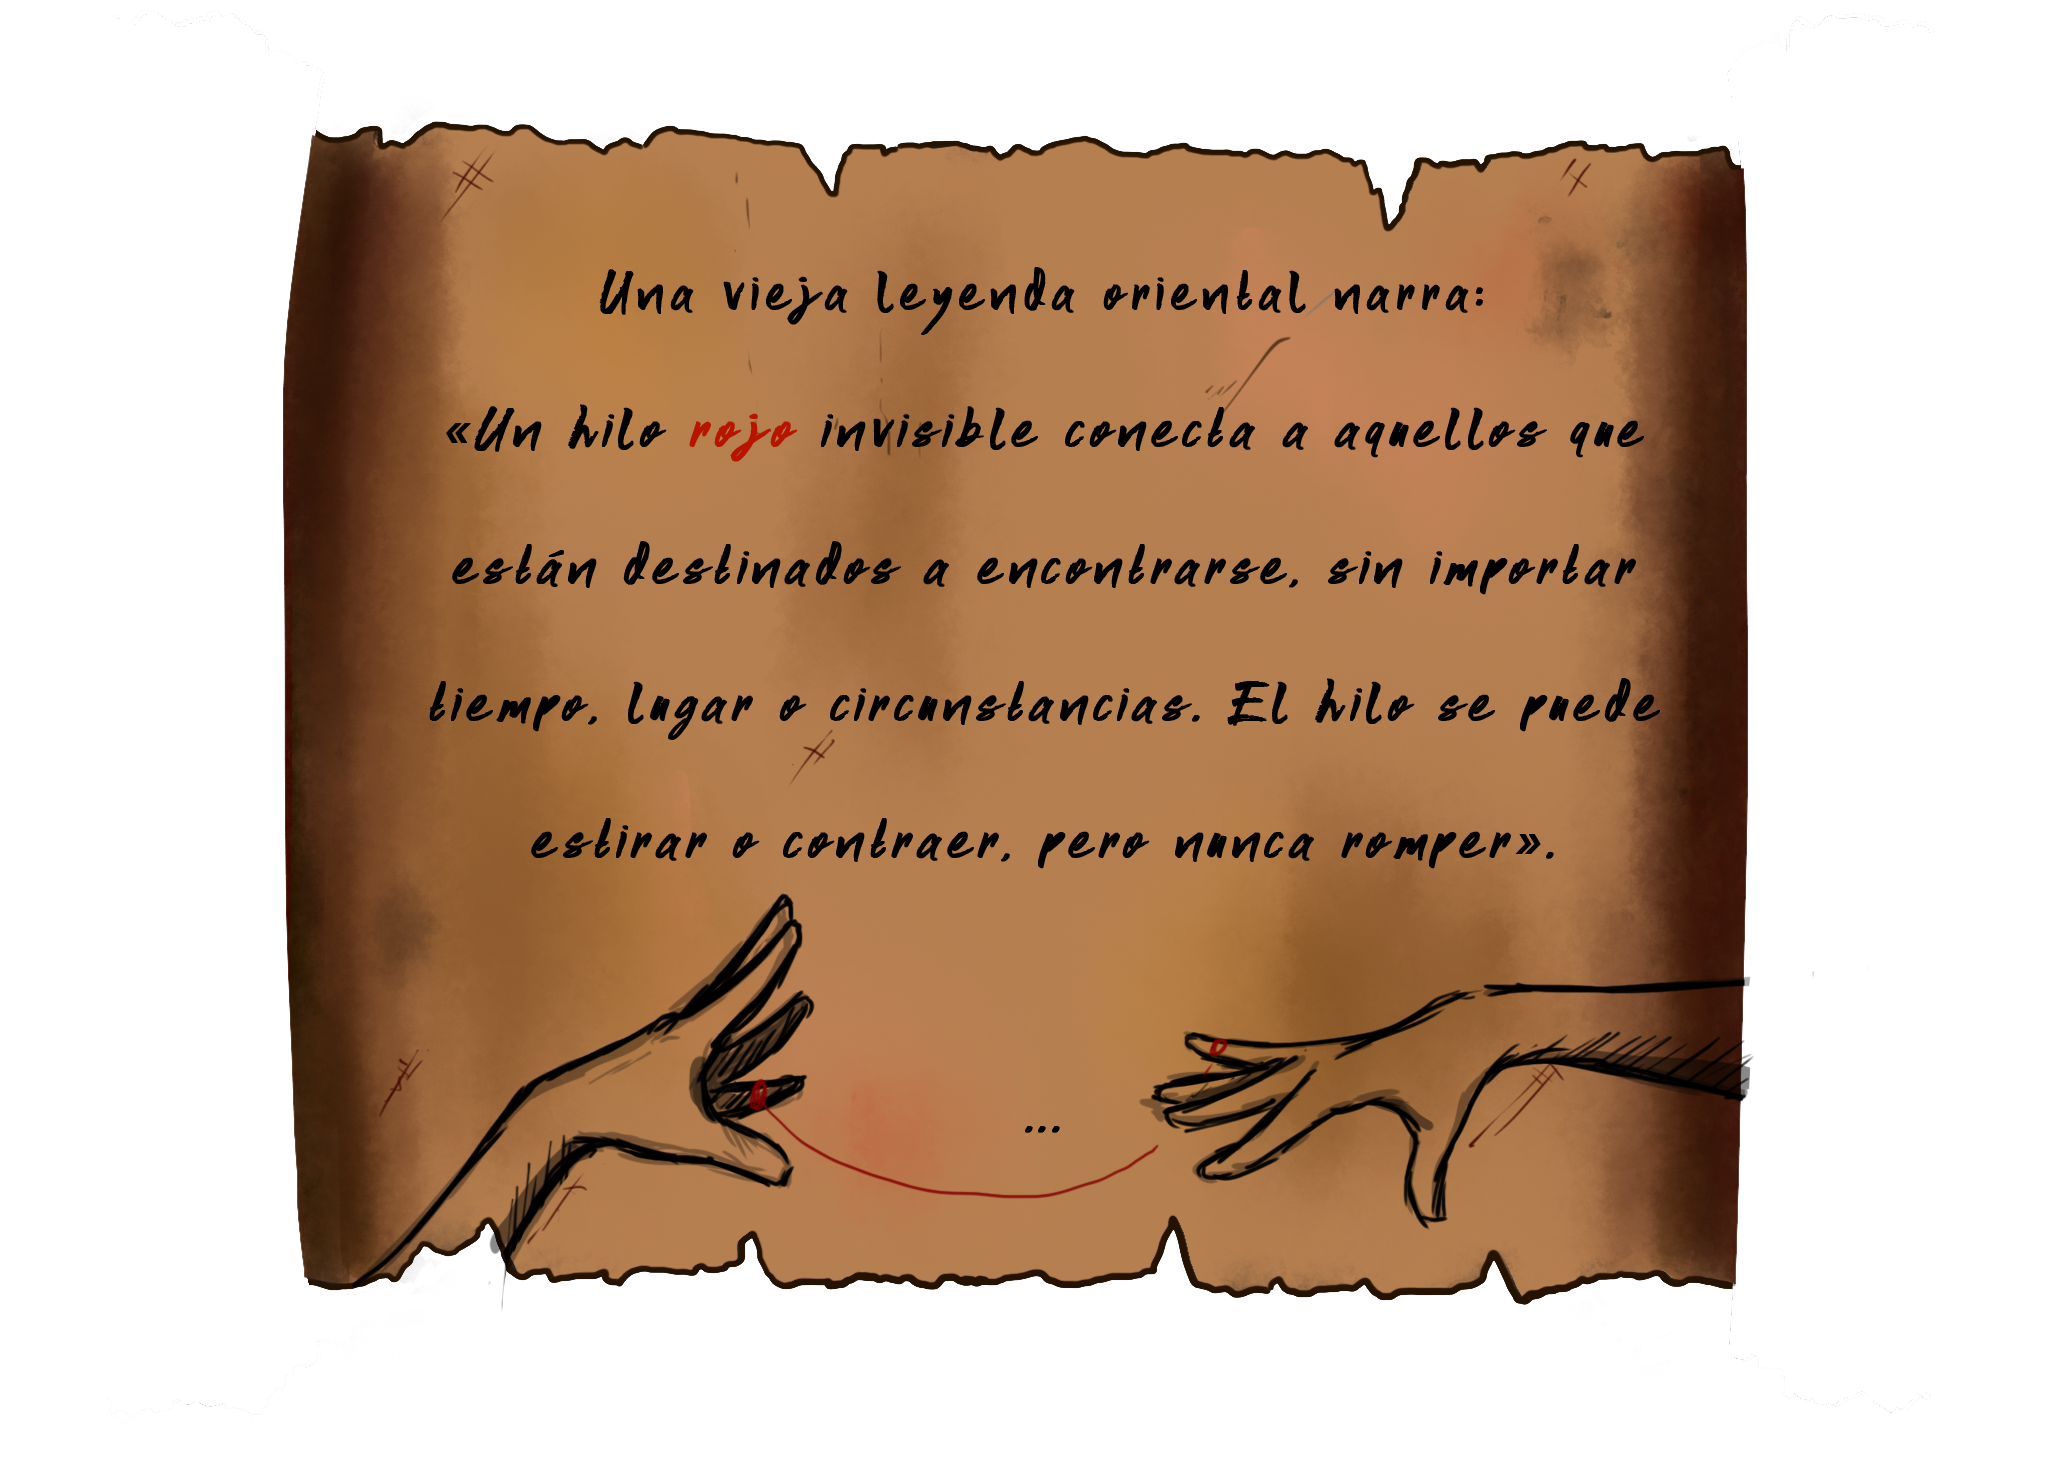 Una vieja leyenda oriental narra:
«Un hilo rojo invisible conecta a aquellos que
están destinados a encontrarse, sin importar
tiempo, lugar o circunstancias. El hilo se puede
estirar o contraer, pero nunca romper».
...